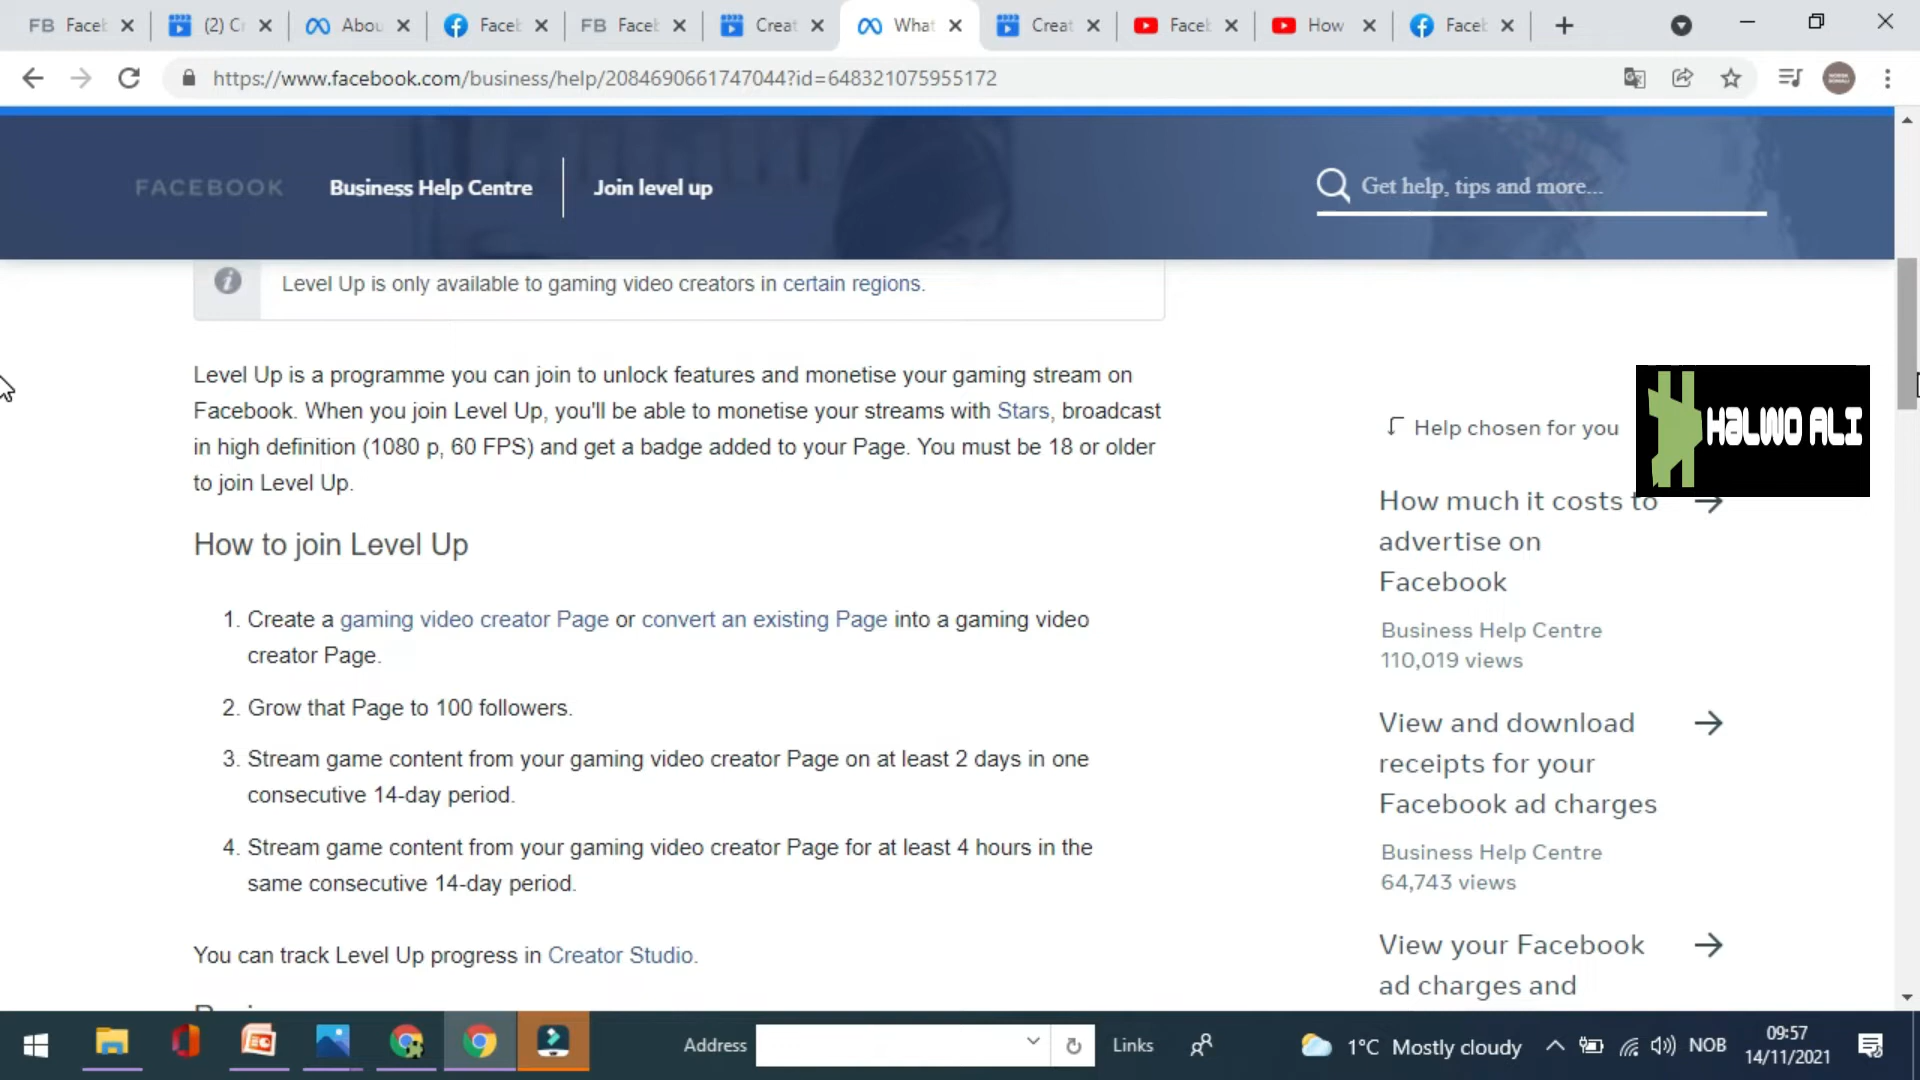 FB Faceb
(2) Cr
Abou
Faceb
FB Faceb
Creat
What
Creat
Faceb
How
Faceb
https://www.facebook.com/business/help/2084690661747044?id=648321075955172
FACEBOOK
Business Help Centre
Join level up
Get help, tips and more...
Level Up is only available to gaming video creators in certain regions.
Level Up is a programme you can join to unlock features and monetise your gaming stream on
Facebook. When you join Level Up, you'll be able to monetise your streams with Stars, broadcast
in high definition (1080 p, 60 FPS) and get a badge added to your Page. You must be 18 or older
to join Level Up.
How to join Level Up
1. Create a gaming video creator Page or convert an existing Page into a gaming video
creator Page.
2. Grow that Page to 100 followers.
3. Stream game content from your gaming video creator Page on at least 2 days in one
consecutive 14-day period.
4. Stream game content from your gaming video creator Page for at least 4 hours in the
same consecutive 14-day period.
You can track Level Up progress in Creator Studio.
Help chosen for you
HALWO ALI
How much it costs to
advertise on
Facebook
Business Help Centre
110,019 views
View and download
receipts for your
Facebook ad charges
Business Help Centre
64,743 views
View your Facebook
ad charges and
Address
Links
1°C Mostly cloudy
NOB
09:57
14/11/2021